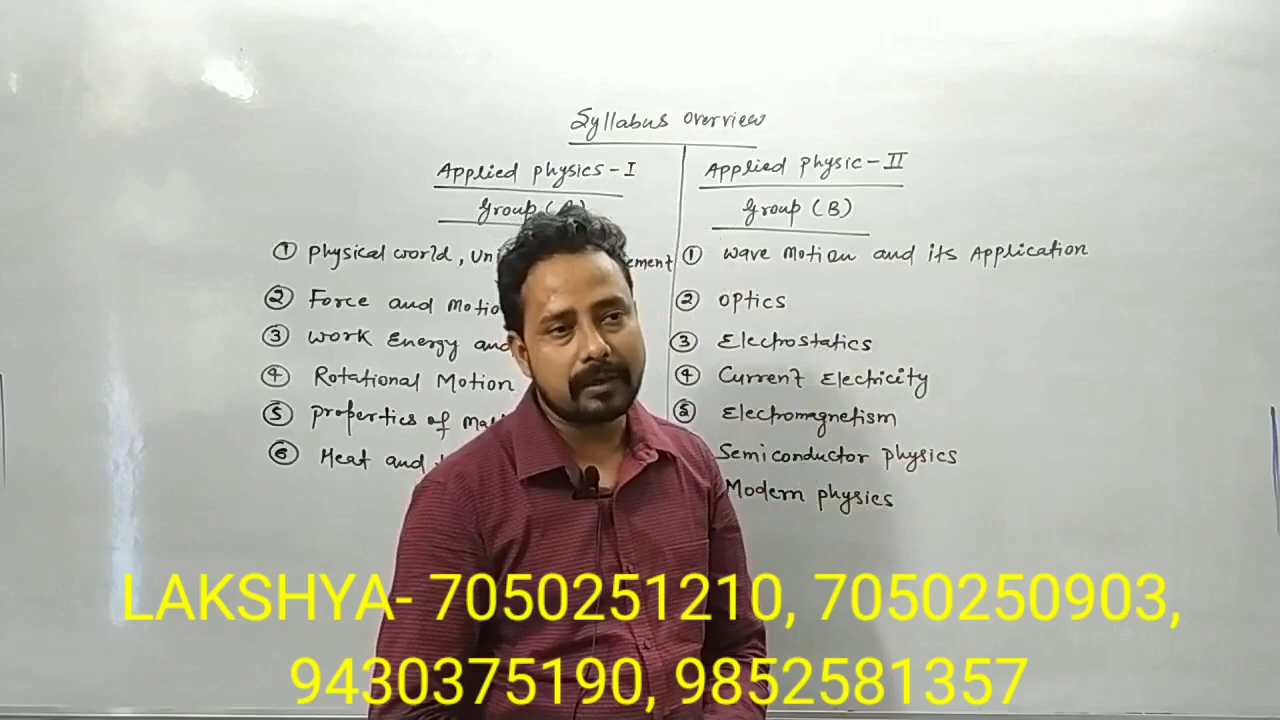 Syllabus overview
Applied physics-I
Group (A)
① Physical world, Uni ement
② Force and Motio
③ Work Energy and
④ Rotational Motion
⑤ Properties of Mat
⑥ Heat and
Applied physic-II
Group (B)
① Wave Motion and its Application
② Optics
③ Electrostatics
④ Current Electricity
⑤ Electromagnetism
Semiconductor physics
Modern physics
LAKSHYA- 7050251210, 7050250903,
9430375190, 9852581357